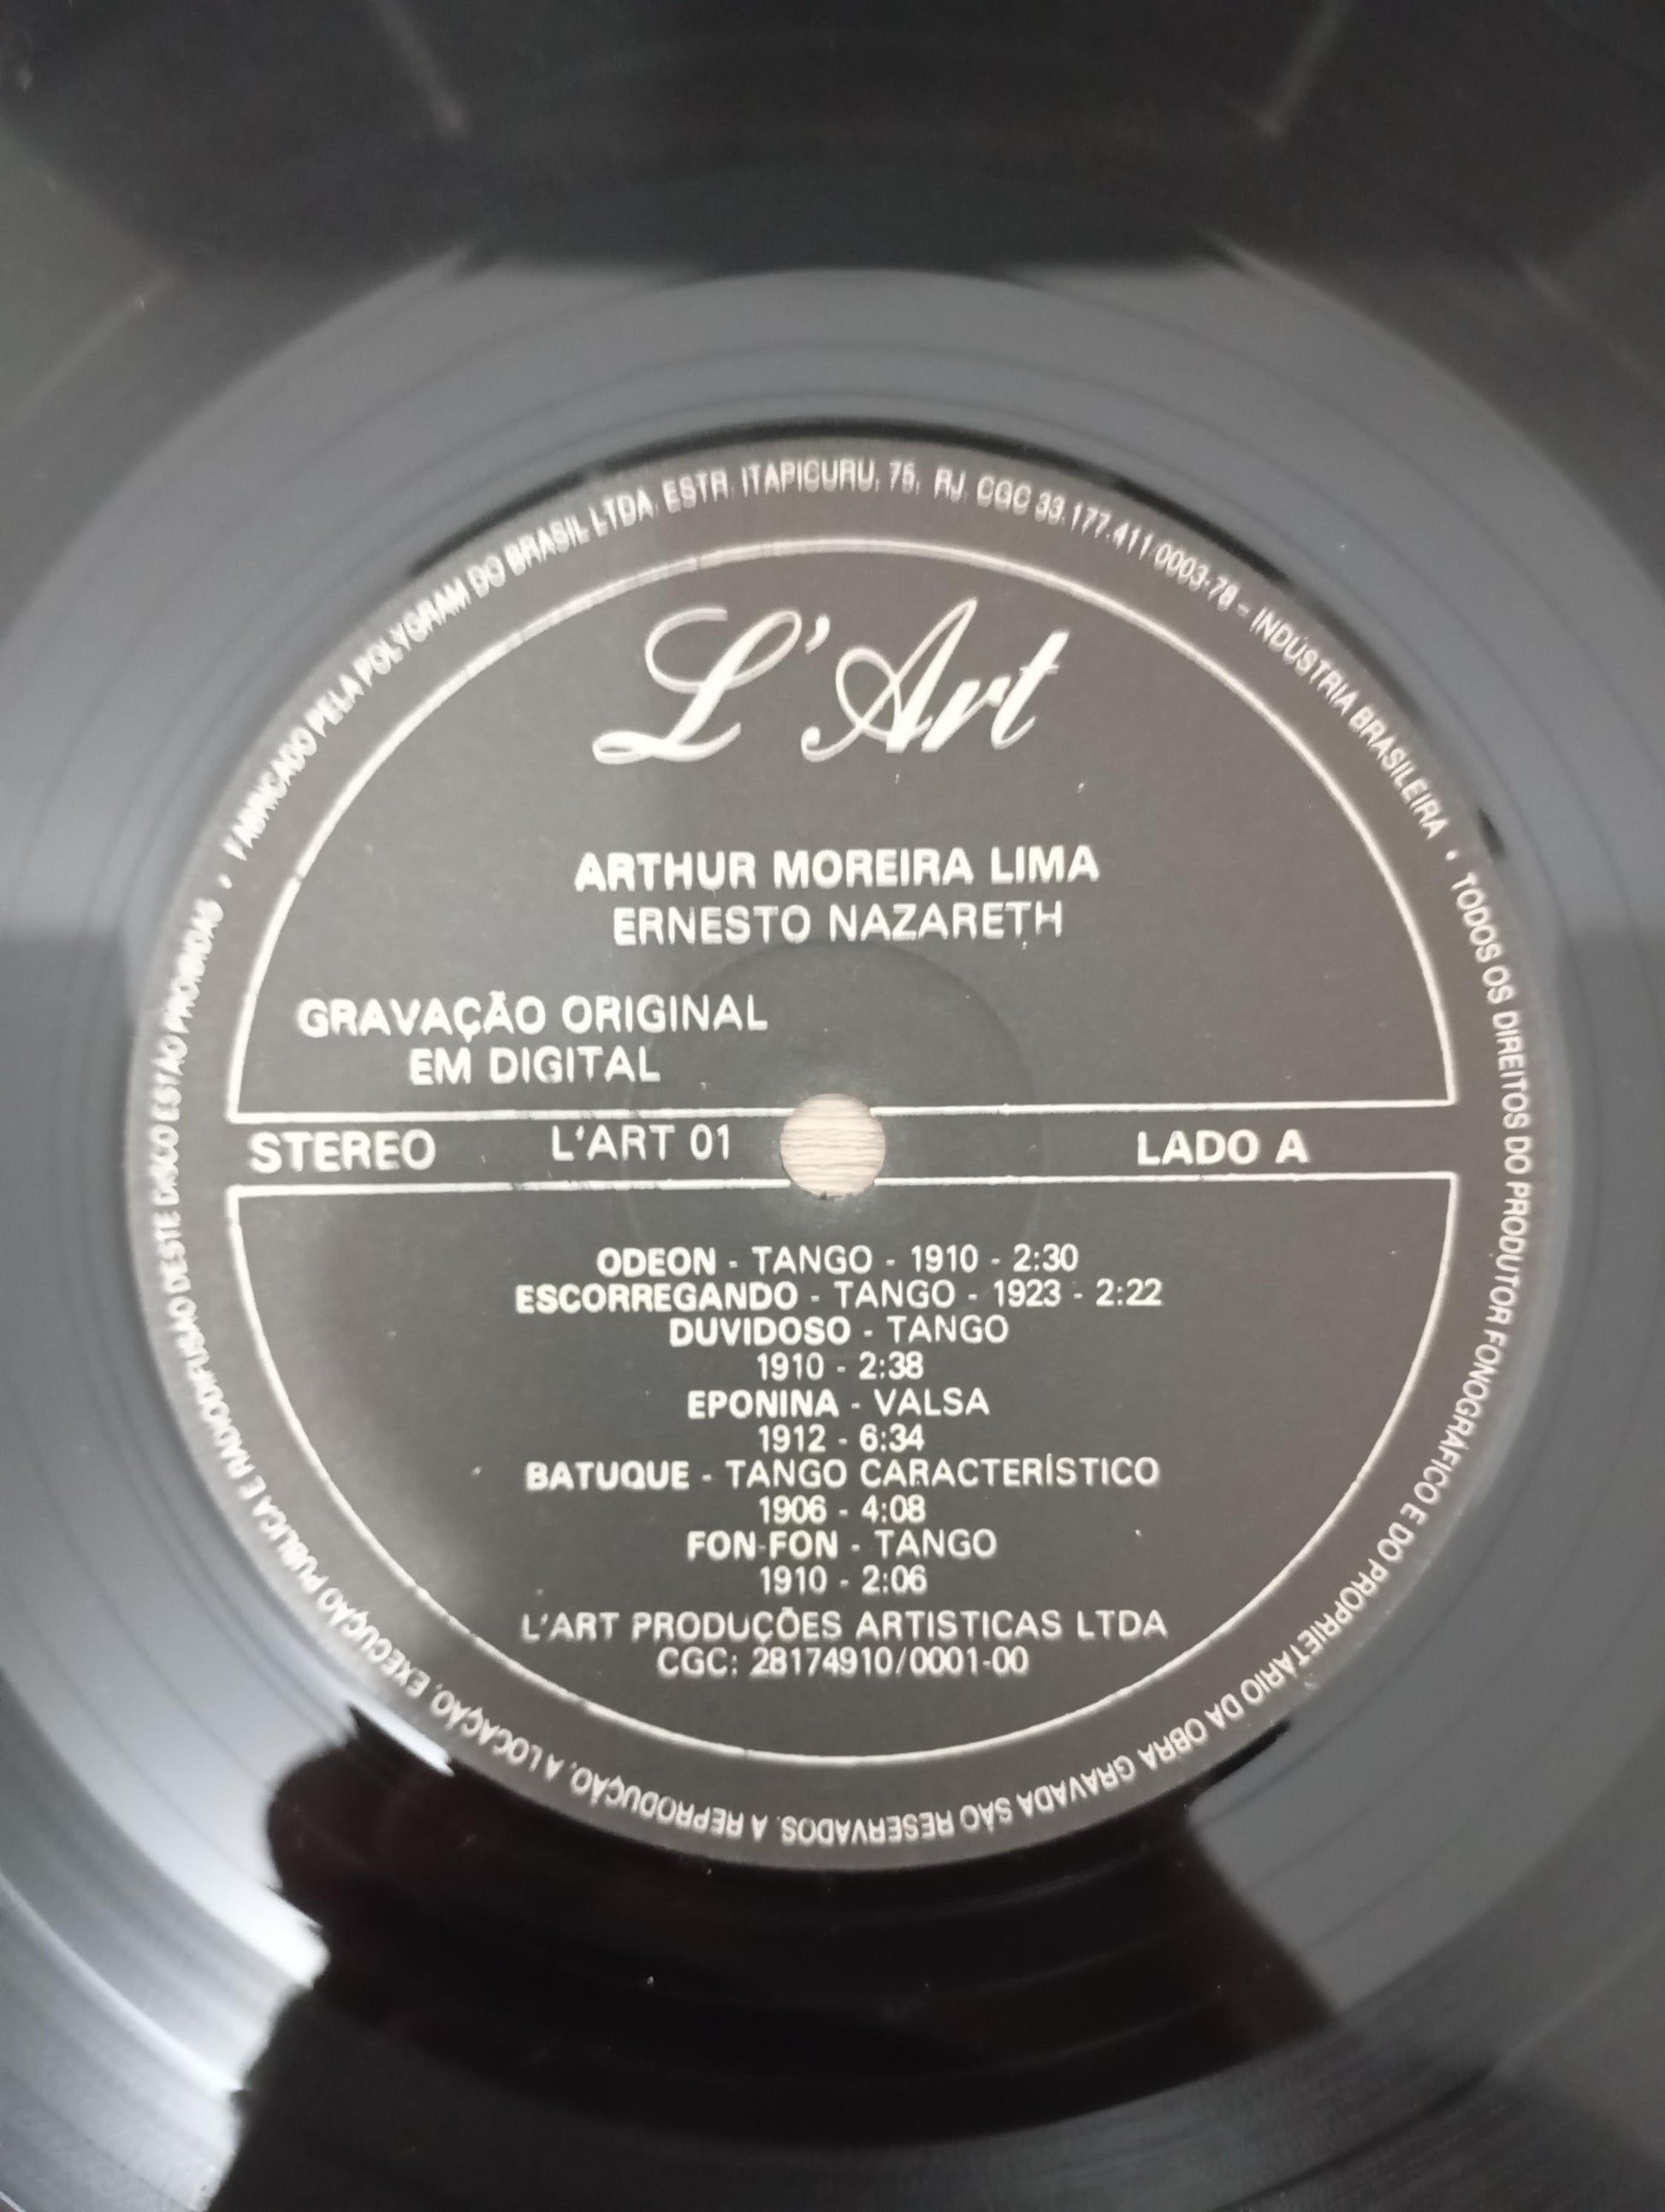 FABRICADO PELA POLYGRAM DO BRASIL LTDA. ESTR. ITAPICURU, 75, RJ. CGC 33.177.411/0003-78 - INDÚSTRIA BRASILEIRA • TODOS OS DIREITOS DO PRODUTOR FONOGRÁFICO E DO PROPRIETÁRIO DA OBRA GRAVADA SÃO RESERVADOS. A REPRODUÇÃO, A LOCAÇÃO, EXECUÇÃO PÚBLICA E RADIODIFUSÃO DESTE DISCO ESTÃO PROIBIDAS •
L'Art
ARTHUR MOREIRA LIMA
ERNESTO NAZARETH
GRAVAÇÃO ORIGINAL
EM DIGITAL
STEREO L'ART 01 LADO A
ODEON - TANGO - 1910 - 2:30
ESCORREGANDO - TANGO - 1923 - 2:22
DUVIDOSO - TANGO
1910 - 2:38
EPONINA - VALSA
1912 - 6:34
BATUQUE - TANGO CARACTERÍSTICO
1906 - 4:08
FON-FON - TANGO
1910 - 2:06
L'ART PRODUÇÕES ARTISTICAS LTDA
CGC: 28174910/0001-00